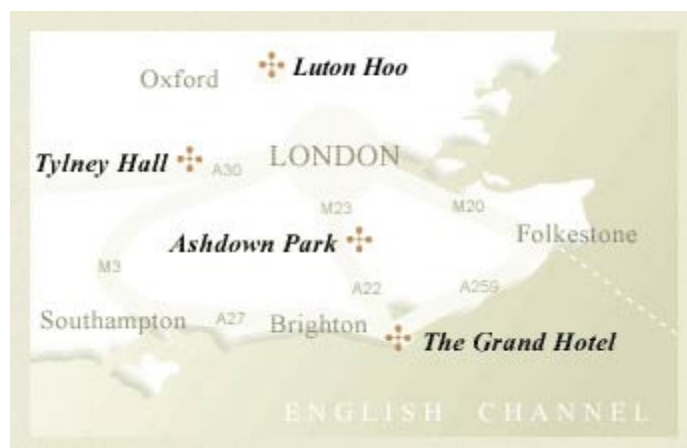 Luton Hoo
Oxford
Tylney Hall
A30
LONDON
M23
M20
Ashdown Park
Folkestone
M3
A22
A259
Southampton
A27
Brighton
The Grand Hotel
ENGLISH CHANNEL